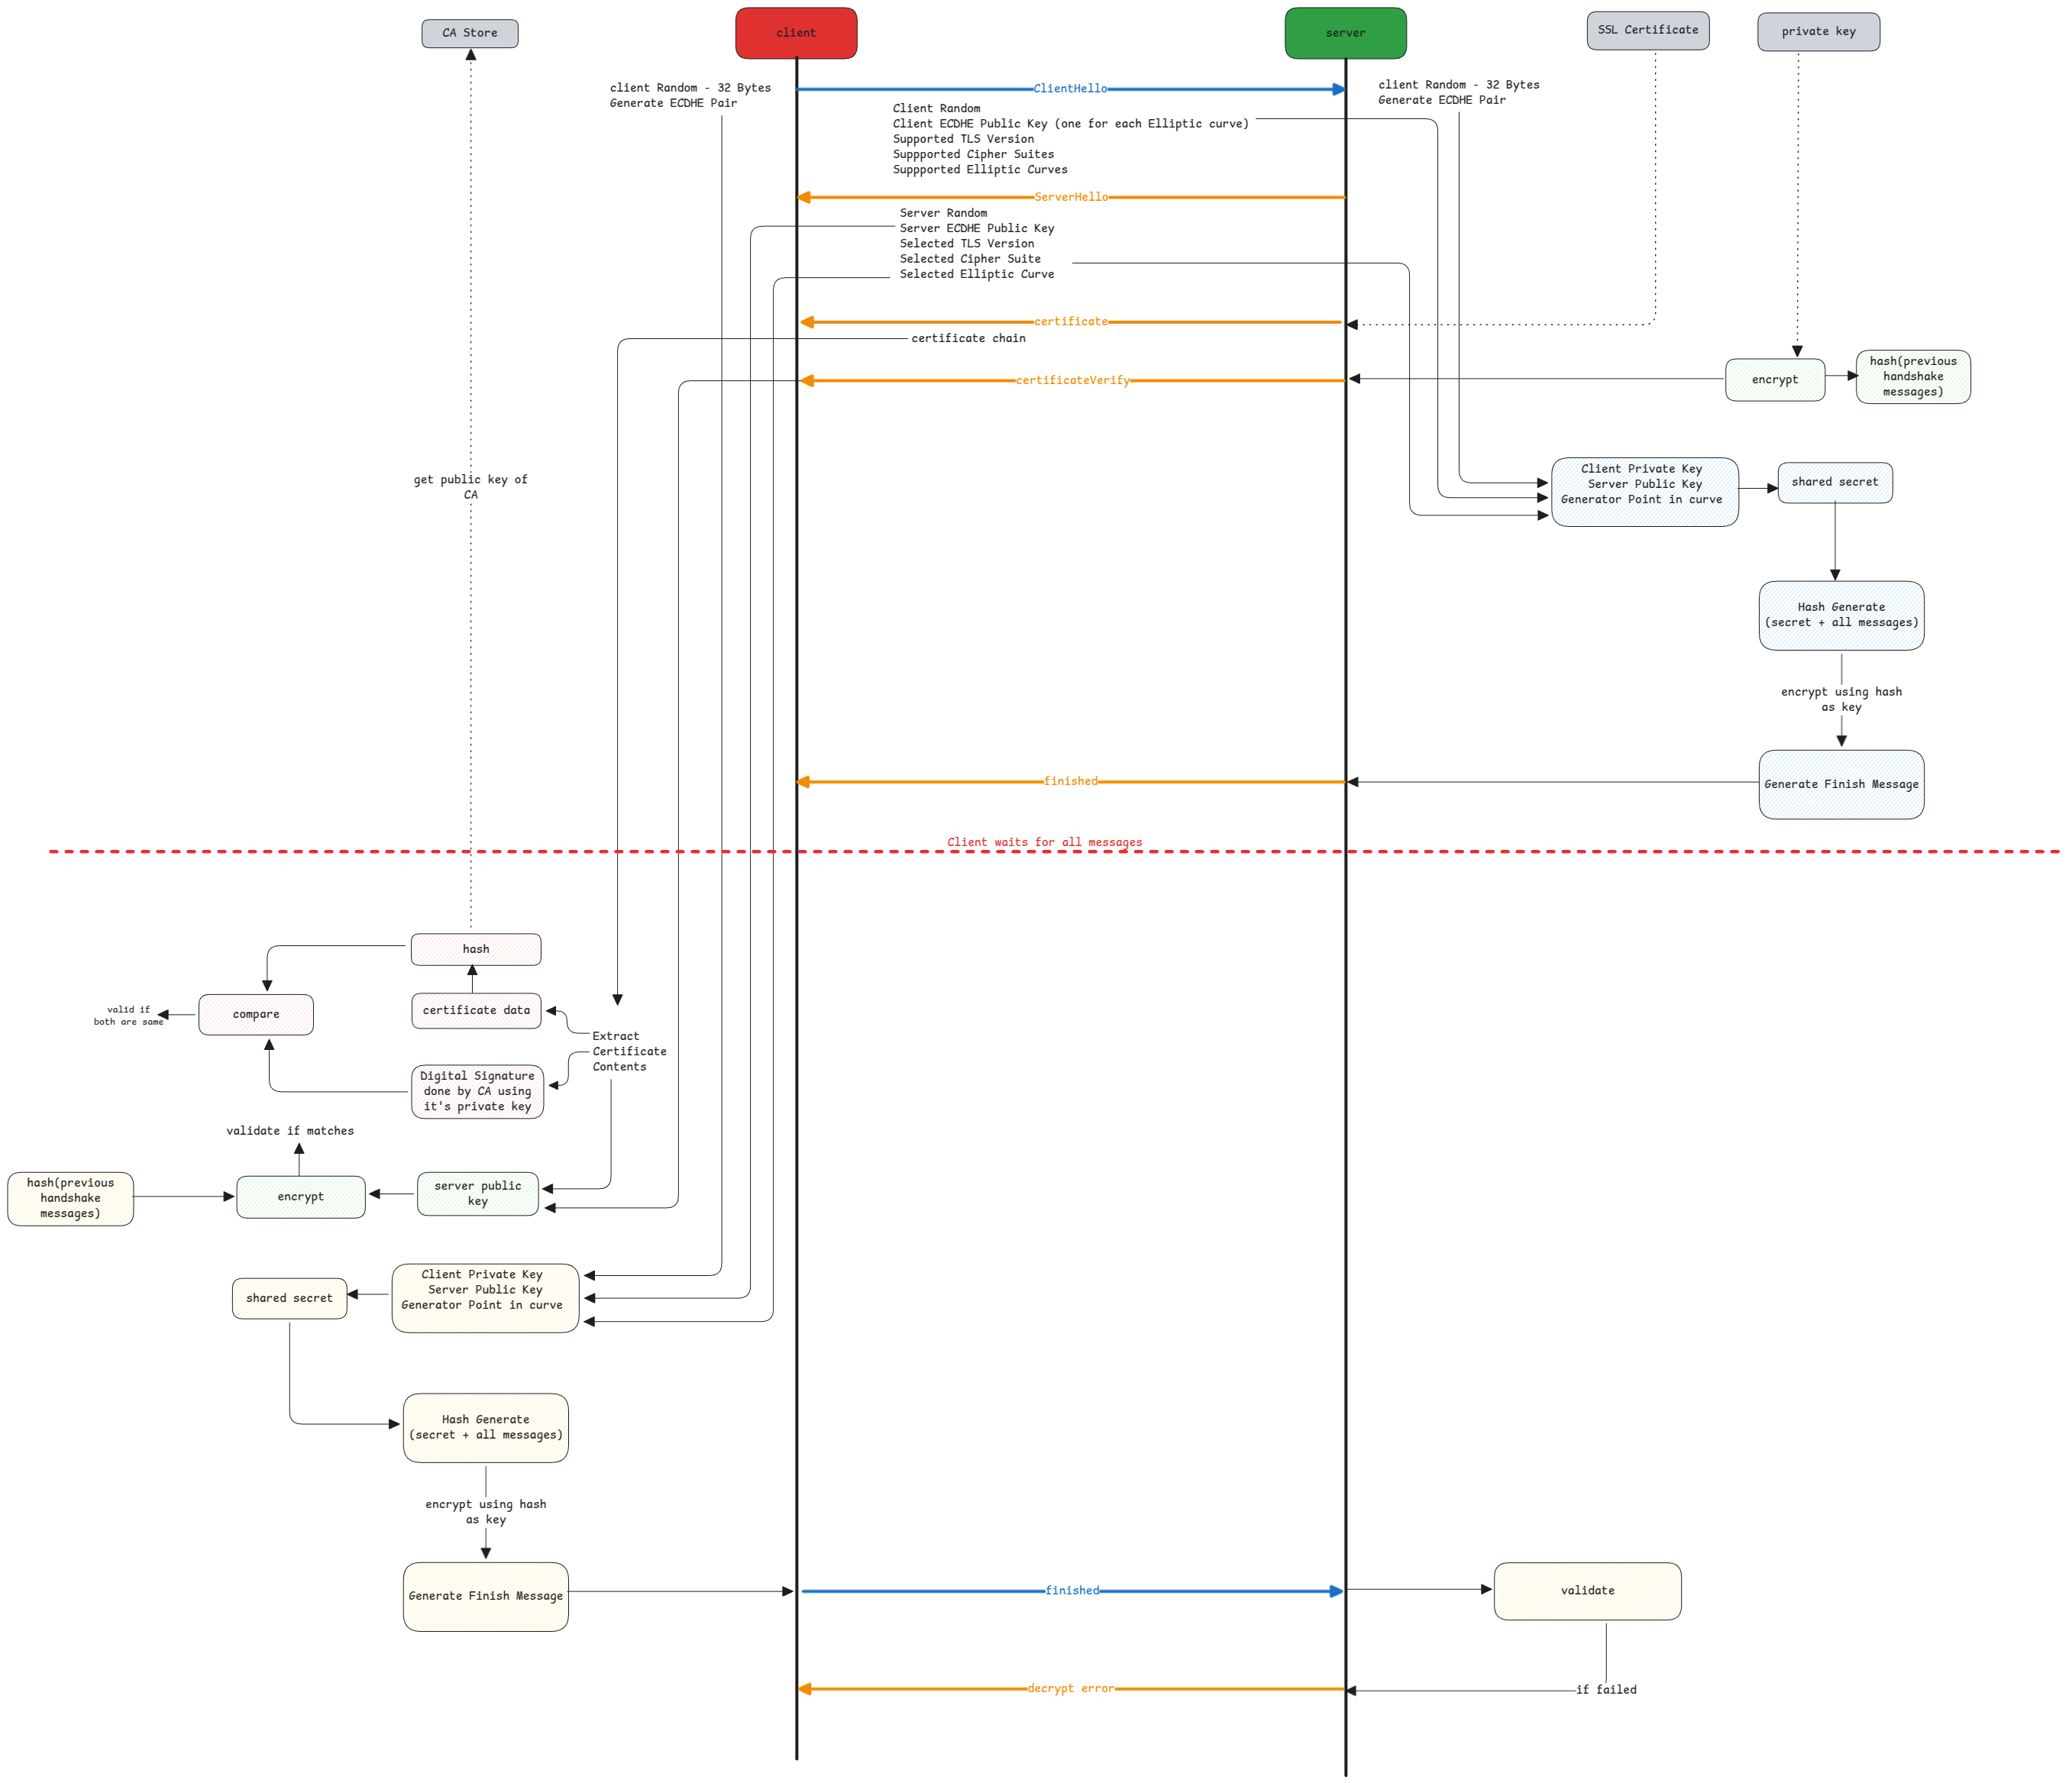 CA Store
client
server
SSL Certificate
private key
client Random - 32 Bytes
Generate ECDHE Pair
ClientHello
client Random - 32 Bytes
Generate ECDHE Pair
Client Random
Client ECDHE Public Key (one for each Elliptic curve)
Supported TLS Version
Suppported Cipher Suites
Suppported Elliptic Curves
ServerHello
Server Random
Server ECDHE Public Key
Selected TLS Version
Selected Cipher Suite
Selected Elliptic Curve
certificate
certificate chain
certificateVerify
encrypt
hash(previous
handshake
messages)
get public key of
CA
Client Private Key
Server Public Key
Generator Point in curve
shared secret
Hash Generate
(secret + all messages)
encrypt using hash
as key
finished
Generate Finish Message
Client waits for all messages
hash
certificate data
compare
valid if
both are same
Extract
Certificate
Contents
Digital Signature
done by CA using
it's private key
validate if matches
hash(previous
handshake
messages)
encrypt
server public
key
Client Private Key
Server Public Key
Generator Point in curve
shared secret
Hash Generate
(secret + all messages)
encrypt using hash
as key
Generate Finish Message
finished
validate
decrypt error
if failed